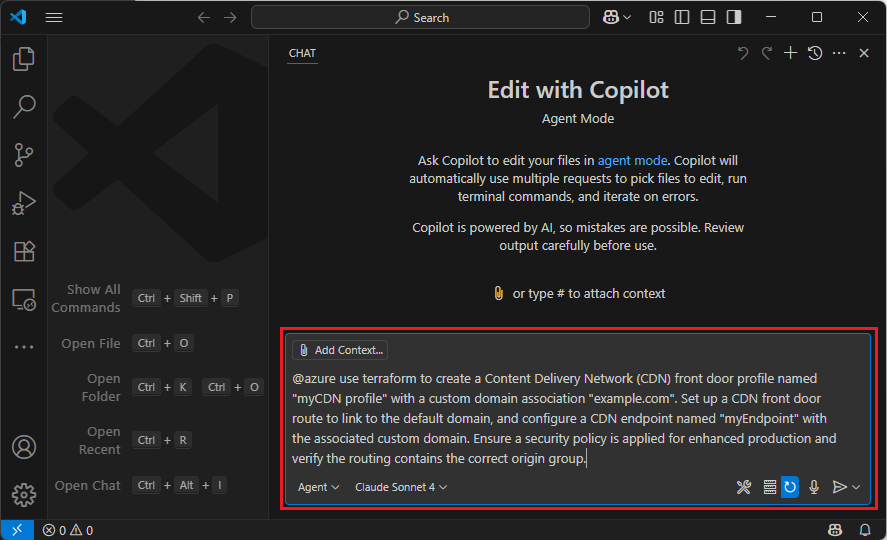 Search
CHAT
Edit with Copilot
Agent Mode
Ask Copilot to edit your files in agent mode. Copilot will
automatically use multiple requests to pick files to edit, run
terminal commands, and iterate on errors.
Copilot is powered by AI, so mistakes are possible. Review
output carefully before use.
or type # to attach context
Show All
Commands
Ctrl + Shift + P
Open File
Ctrl + O
Open
Folder
Ctrl + K Ctrl + O
Open
Recent
Ctrl + R
Open Chat
Ctrl + Alt + I
Add Context...
@azure use terraform to create a Content Delivery Network (CDN) front door profile named
"myCDN profile" with a custom domain association "example.com". Set up a CDN front door
route to link to the default domain, and configure a CDN endpoint named "myEndpoint" with
the associated custom domain. Ensure a security policy is applied for enhanced production and
verify the routing contains the correct origin group.
Agent
Claude Sonnet 4
0 0